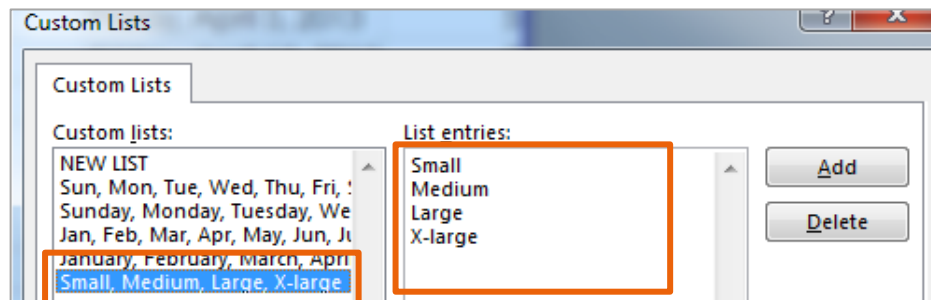 Custom Lists
?
Custom Lists
Custom lists:
NEW LIST
Sun, Mon, Tue, Wed, Thu, Fri,
Sunday, Monday, Tuesday, We
Jan, Feb, Mar, Apr, May, Jun,
January, February, March, Apri
Small, Medium, Large, X-large
List entries:
Small
Medium
Large
X-large
Add
Delete